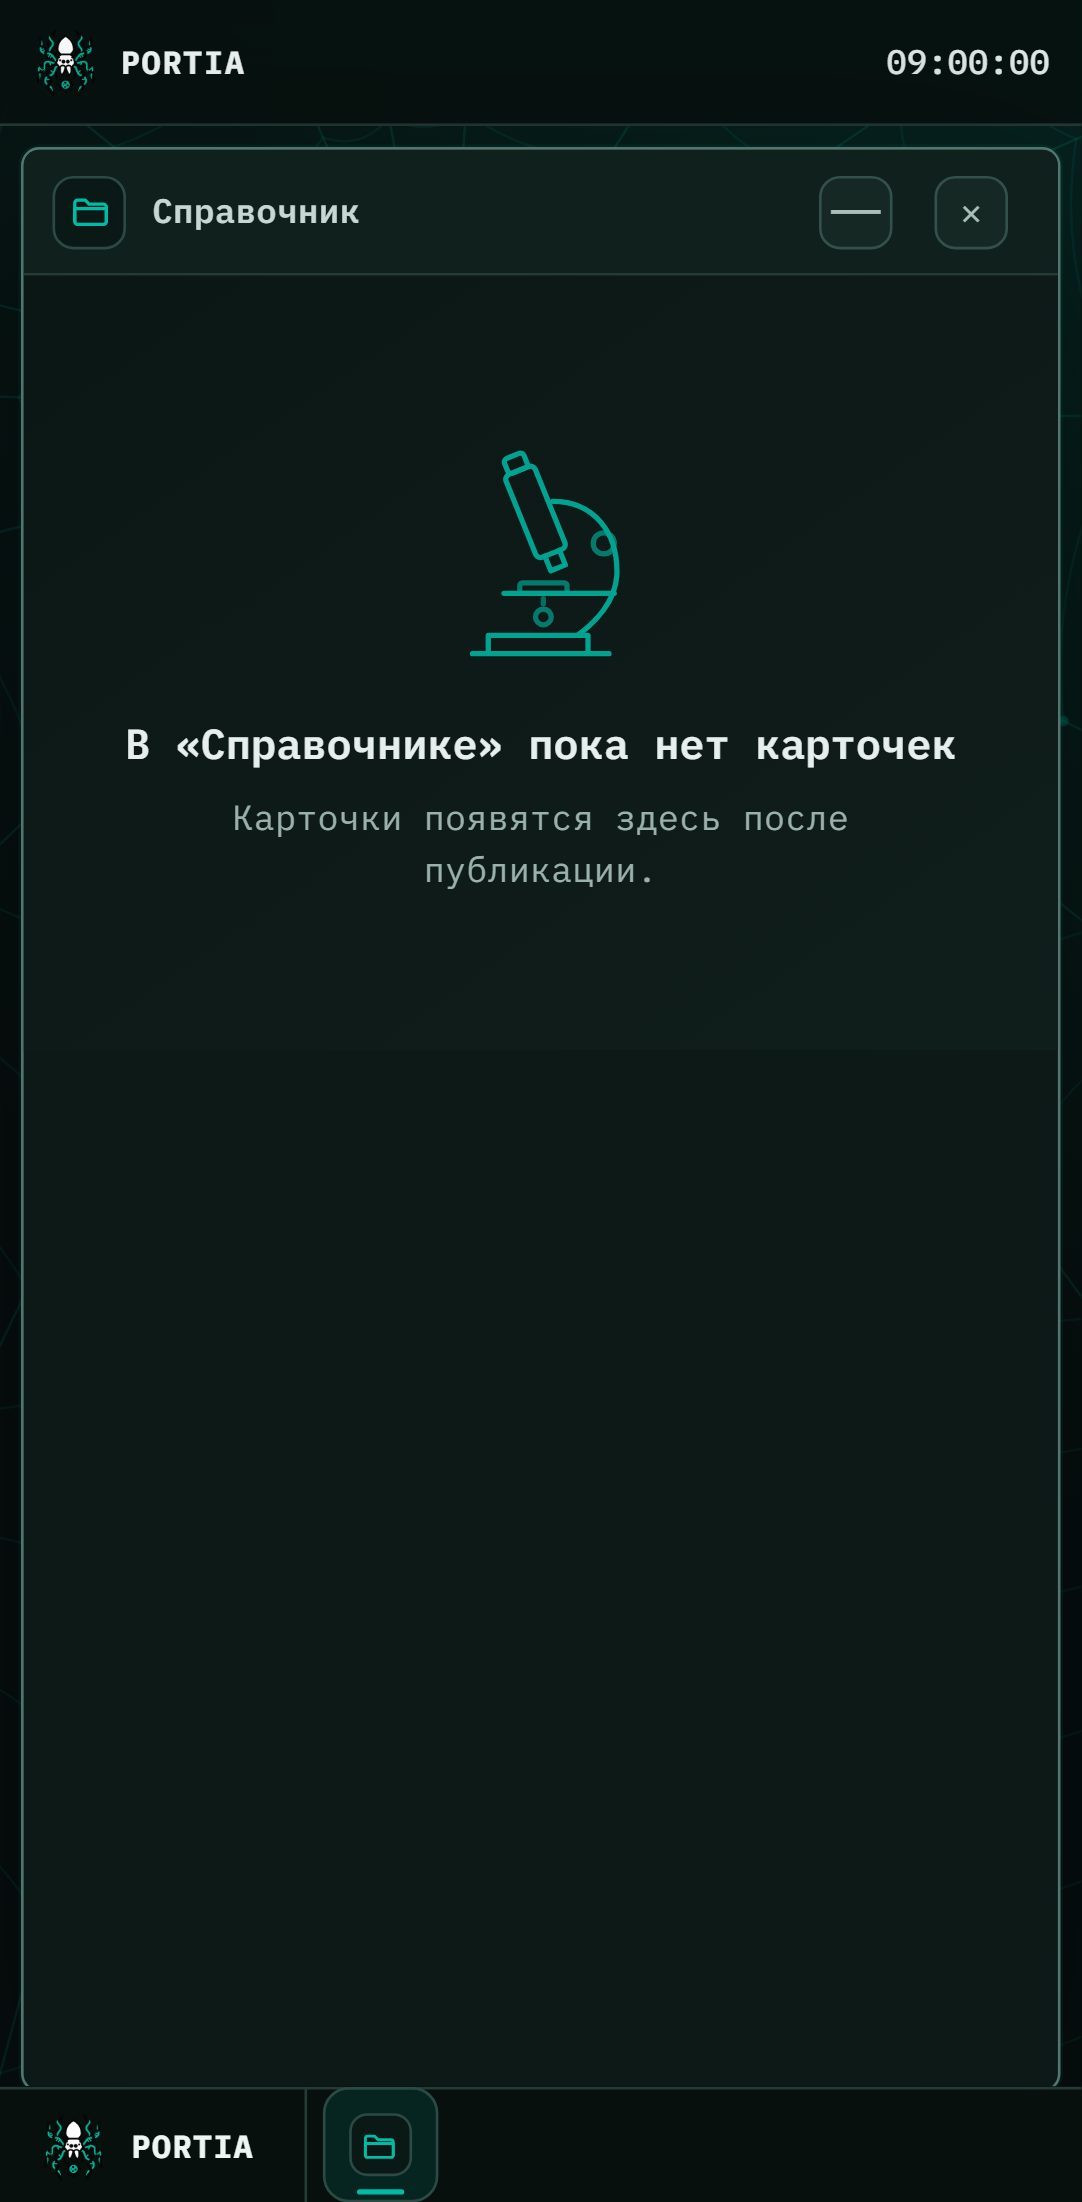 PORTIA
09:00:00
Справочник
В «Справочнике» пока нет карточек
Карточки появятся здесь после
публикации.
PORTIA